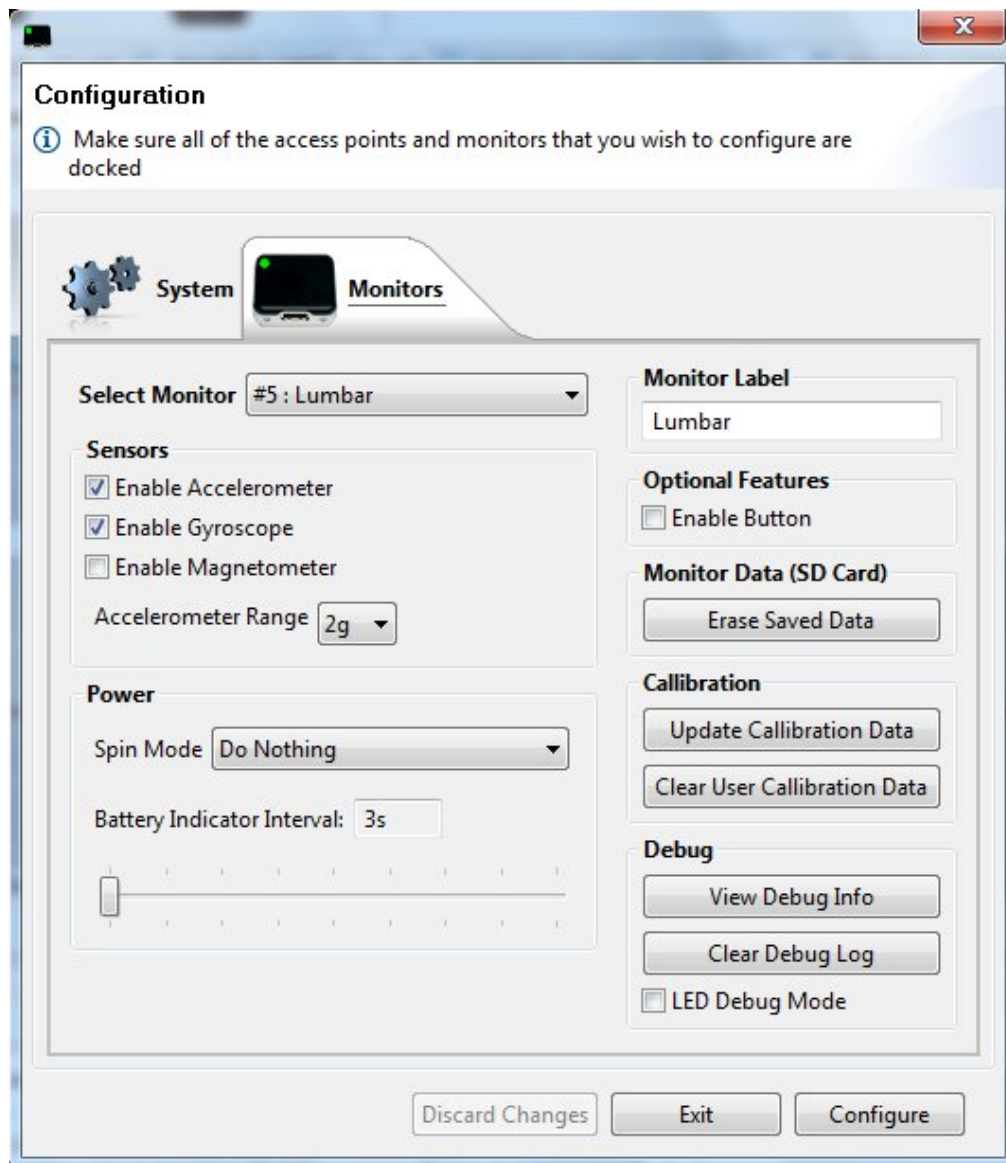 Configuration
Make sure all of the access points and monitors that you wish to configure are
docked
System
Monitors
Select Monitor #5 : Lumbar
Sensors
Enable Accelerometer
Enable Gyroscope
Enable Magnetometer
Accelerometer Range 2g
Power
Spin Mode Do Nothing
Battery Indicator Interval: 3s
Monitor Label
Lumbar
Optional Features
Enable Button
Monitor Data (SD Card)
Erase Saved Data
Callibration
Update Callibration Data
Clear User Callibration Data
Debug
View Debug Info
Clear Debug Log
LED Debug Mode
Discard Changes
Exit
Configure